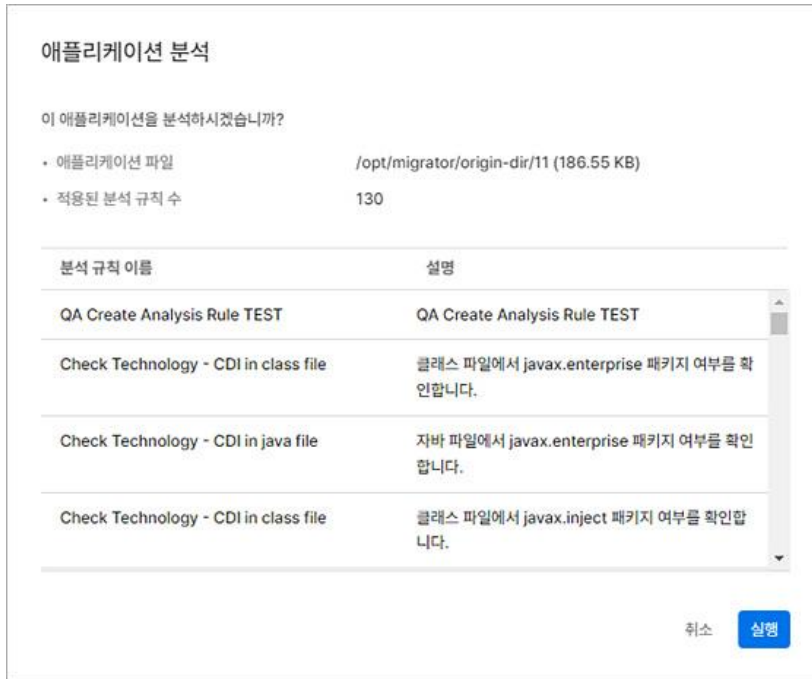 애플리케이션 분석
이 애플리케이션을 분석하시겠습니까?
• 애플리케이션 파일 /opt/migrator/origin-dir/11 (186.55 KB)
• 적용된 분석 규칙 수 130
분석 규칙 이름 설명
QA Create Analysis Rule TEST QA Create Analysis Rule TEST
Check Technology - CDI in class file 클래스 파일에서 javax.enterprise 패키지 여부를 확
인합니다.
Check Technology - CDI in java file 자바 파일에서 javax.enterprise 패키지 여부를 확인
합니다.
Check Technology - CDI in class file 클래스 파일에서 javax.inject 패키지 여부를 확인합
니다.
취소 실행